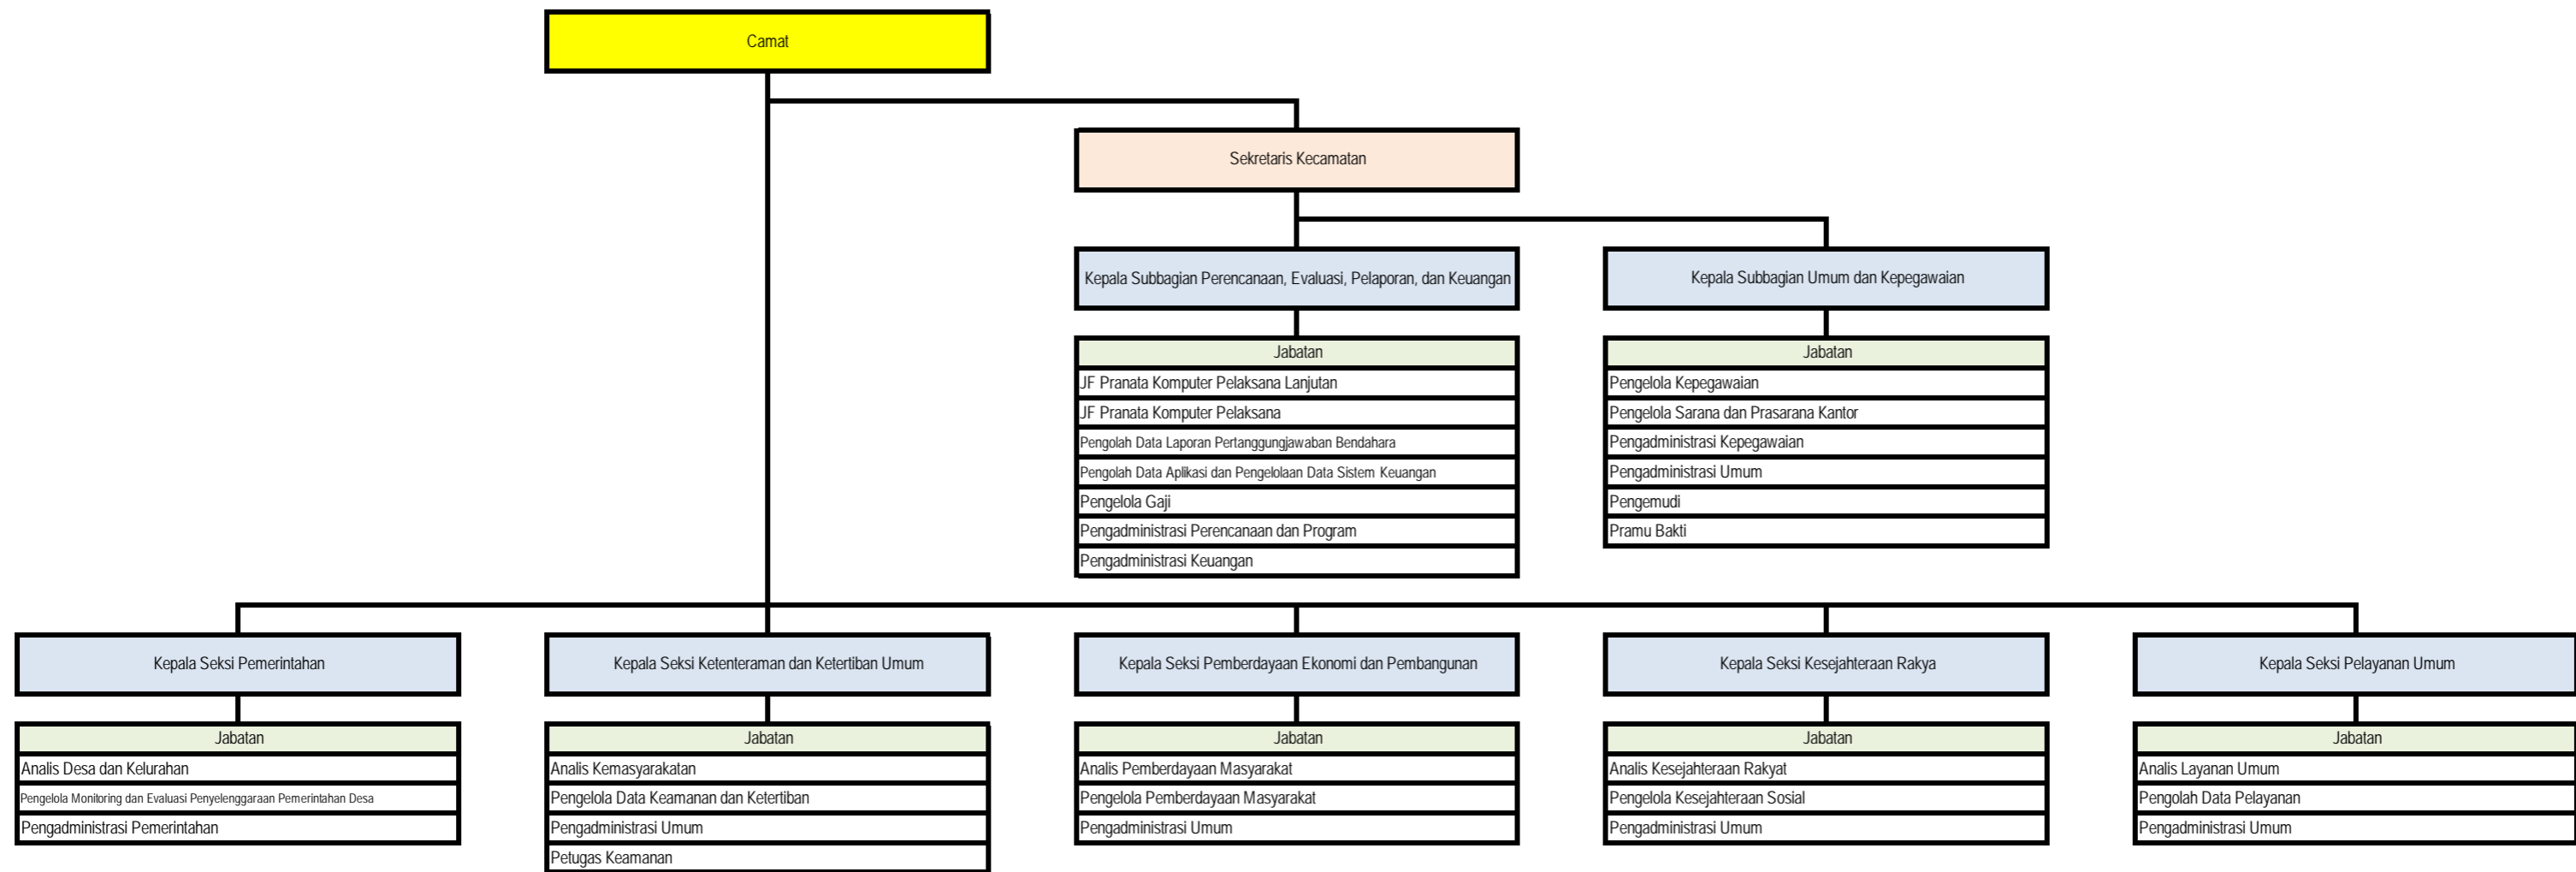 Camat
Sekretaris Kecamatan
Kepala Subbagian Perencanaan, Evaluasi, Pelaporan, dan Keuangan
Kepala Subbagian Umum dan Kepegawaian
Jabatan
JF Pranata Komputer Pelaksana Lanjutan
JF Pranata Komputer Pelaksana
Pengolah Data Laporan Pertanggungjawaban Bendahara
Pengolah Data Aplikasi dan Pengelolaan Data Sistem Keuangan
Pengelola Gaji
Pengadministrasi Perencanaan dan Program
Pengadministrasi Keuangan
Jabatan
Pengelola Kepegawaian
Pengelola Sarana dan Prasarana Kantor
Pengadministrasi Kepegawaian
Pengadministrasi Umum
Pengemudi
Pramu Bakti
Kepala Seksi Pemerintahan
Kepala Seksi Ketenteraman dan Ketertiban Umum
Kepala Seksi Pemberdayaan Ekonomi dan Pembangunan
Kepala Seksi Kesejahteraan Rakya
Kepala Seksi Pelayanan Umum
Jabatan
Analis Desa dan Kelurahan
Pengelola Monitoring dan Evaluasi Penyelenggaraan Pemerintahan Desa
Pengadministrasi Pemerintahan
Jabatan
Analis Kemasyarakatan
Pengelola Data Keamanan dan Ketertiban
Pengadministrasi Umum
Petugas Keamanan
Jabatan
Analis Pemberdayaan Masyarakat
Pengelola Pemberdayaan Masyarakat
Pengadministrasi Umum
Jabatan
Analis Kesejahteraan Rakyat
Pengelola Kesejahteraan Sosial
Pengadministrasi Umum
Jabatan
Analis Layanan Umum
Pengolah Data Pelayanan
Pengadministrasi Umum